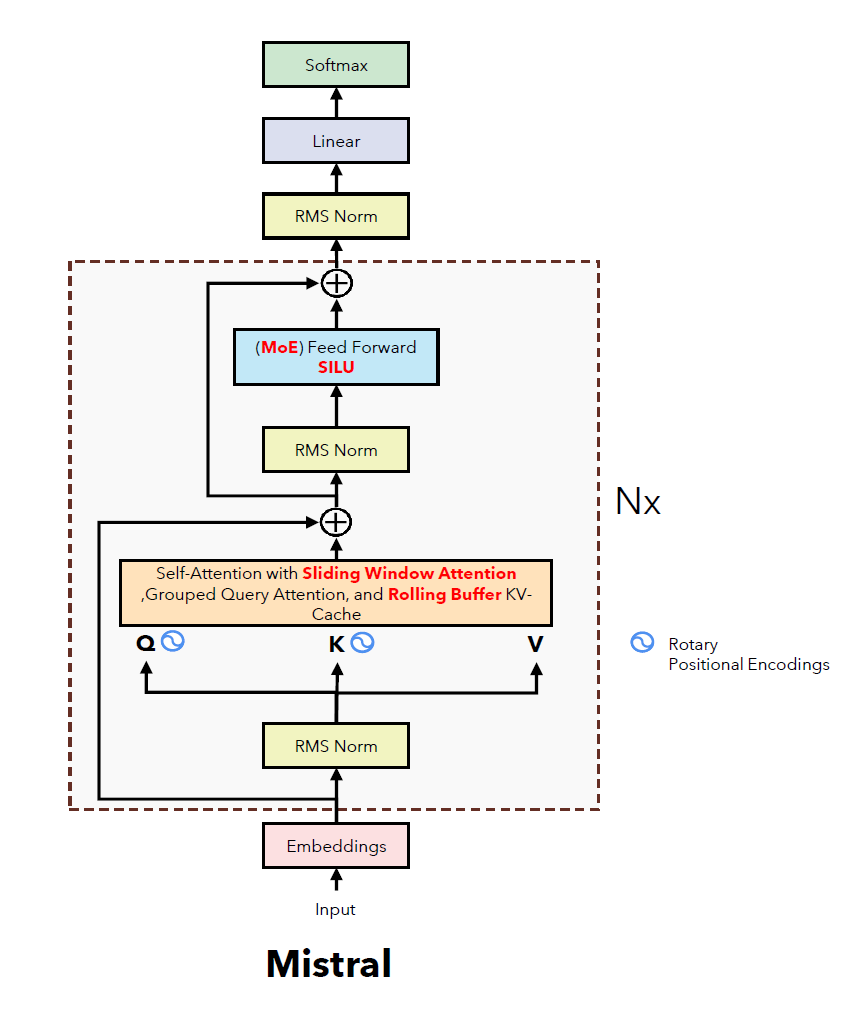 Softmax
Linear
RMS Norm
(MoE) Feed Forward
SILU
RMS Norm
Nx
Self-Attention with Sliding Window Attention
,Grouped Query Attention, and Rolling Buffer KV-
Cache
Q K V
Rotary
Positional Encodings
RMS Norm
Embeddings
Input
Mistral